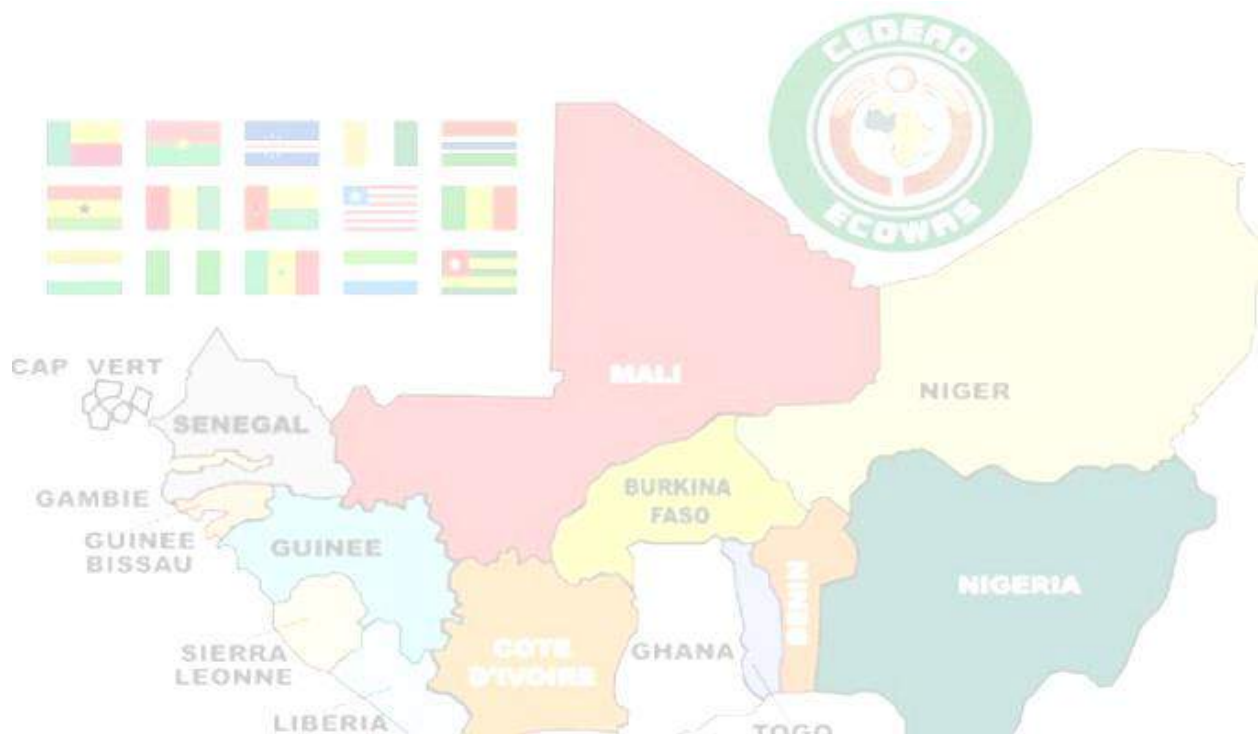 CEDEAO
ECOWAS
CAP VERT
MALI
NIGER
SENEGAL
GAMBIE
BURKINA
FASO
GUINEE
BISSAU
GUINEE
NIGERIA
BENIN
SIERRA
LEONNE
COTE
D'IVOIRE
GHANA
LIBERIA
TOGO